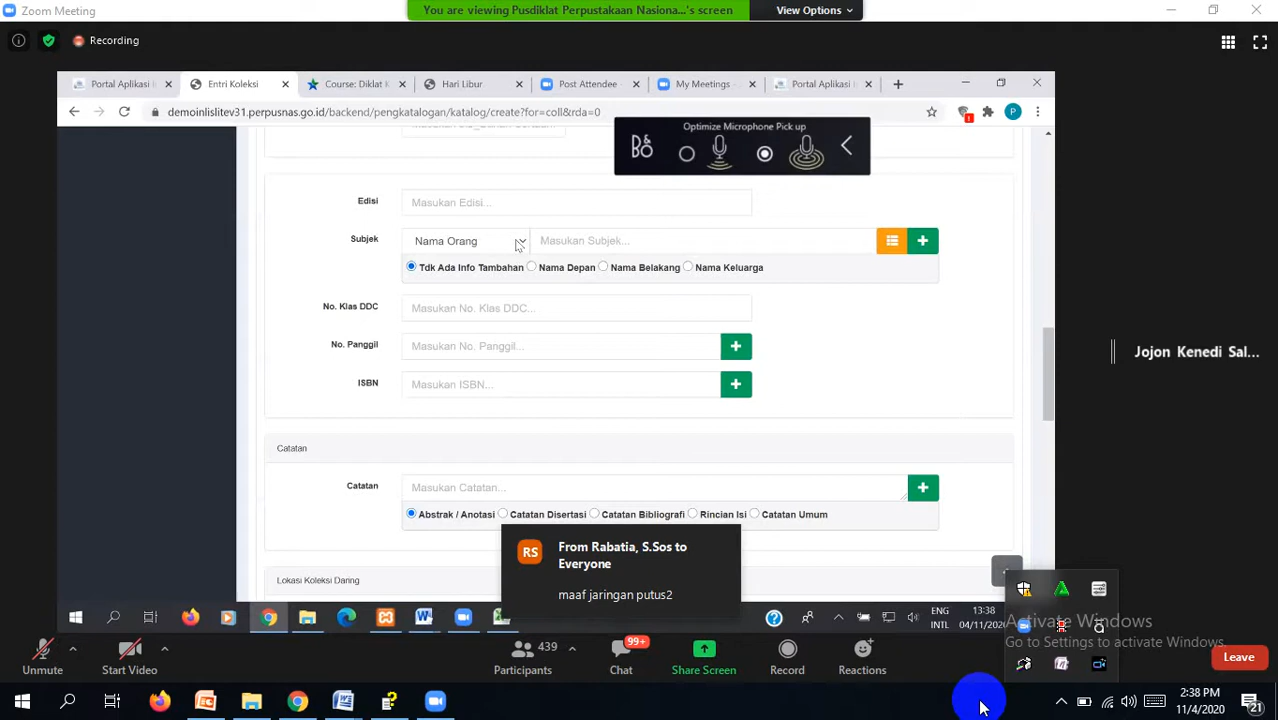 Zoom Meeting
You are viewing Pusdiklat Perpustakaan Nasiona...'s screen
View Options
Recording
Portal Aplikasi I
Entri Koleksi
Course: Diklat K
Hari Libur
Post Attendee -
My Meetings -
Portal Aplikasi In
demoinlislitev31.perpusnas.go.id/backend/pengkatalogan/katalog/create?for=coll&rda=0
P
Optimize Microphone Pick up
B&O
Edisi
Masukan Edisi...
Subjek
Nama Orang
Masukan Subjek...
Tdk Ada Info Tambahan
Nama Depan
Nama Belakang
Nama Keluarga
No. Klas DDC
Masukan No. Klas DDC...
No. Panggil
Masukan No. Panggil...
ISBN
Masukan ISBN...
Jojon Kenedi Sal...
Catatan
Catatan
Masukan Catatan...
Abstrak / Anotasi
Catatan Disertasi
Catatan Bibliografi
Rincian Isi
Catatan Umum
RS
From Rabatia, S.Sos to
Everyone
maaf jaringan putus2
Lokasi Koleksi Daring
ENG
INTL
13:38
04/11/2020
Activate Windows
Go to Settings to activate Windows.
Unmute
Start Video
439
Participants
99+
Chat
Share Screen
Record
Reactions
Leave
2:38 PM
11/4/2020
21